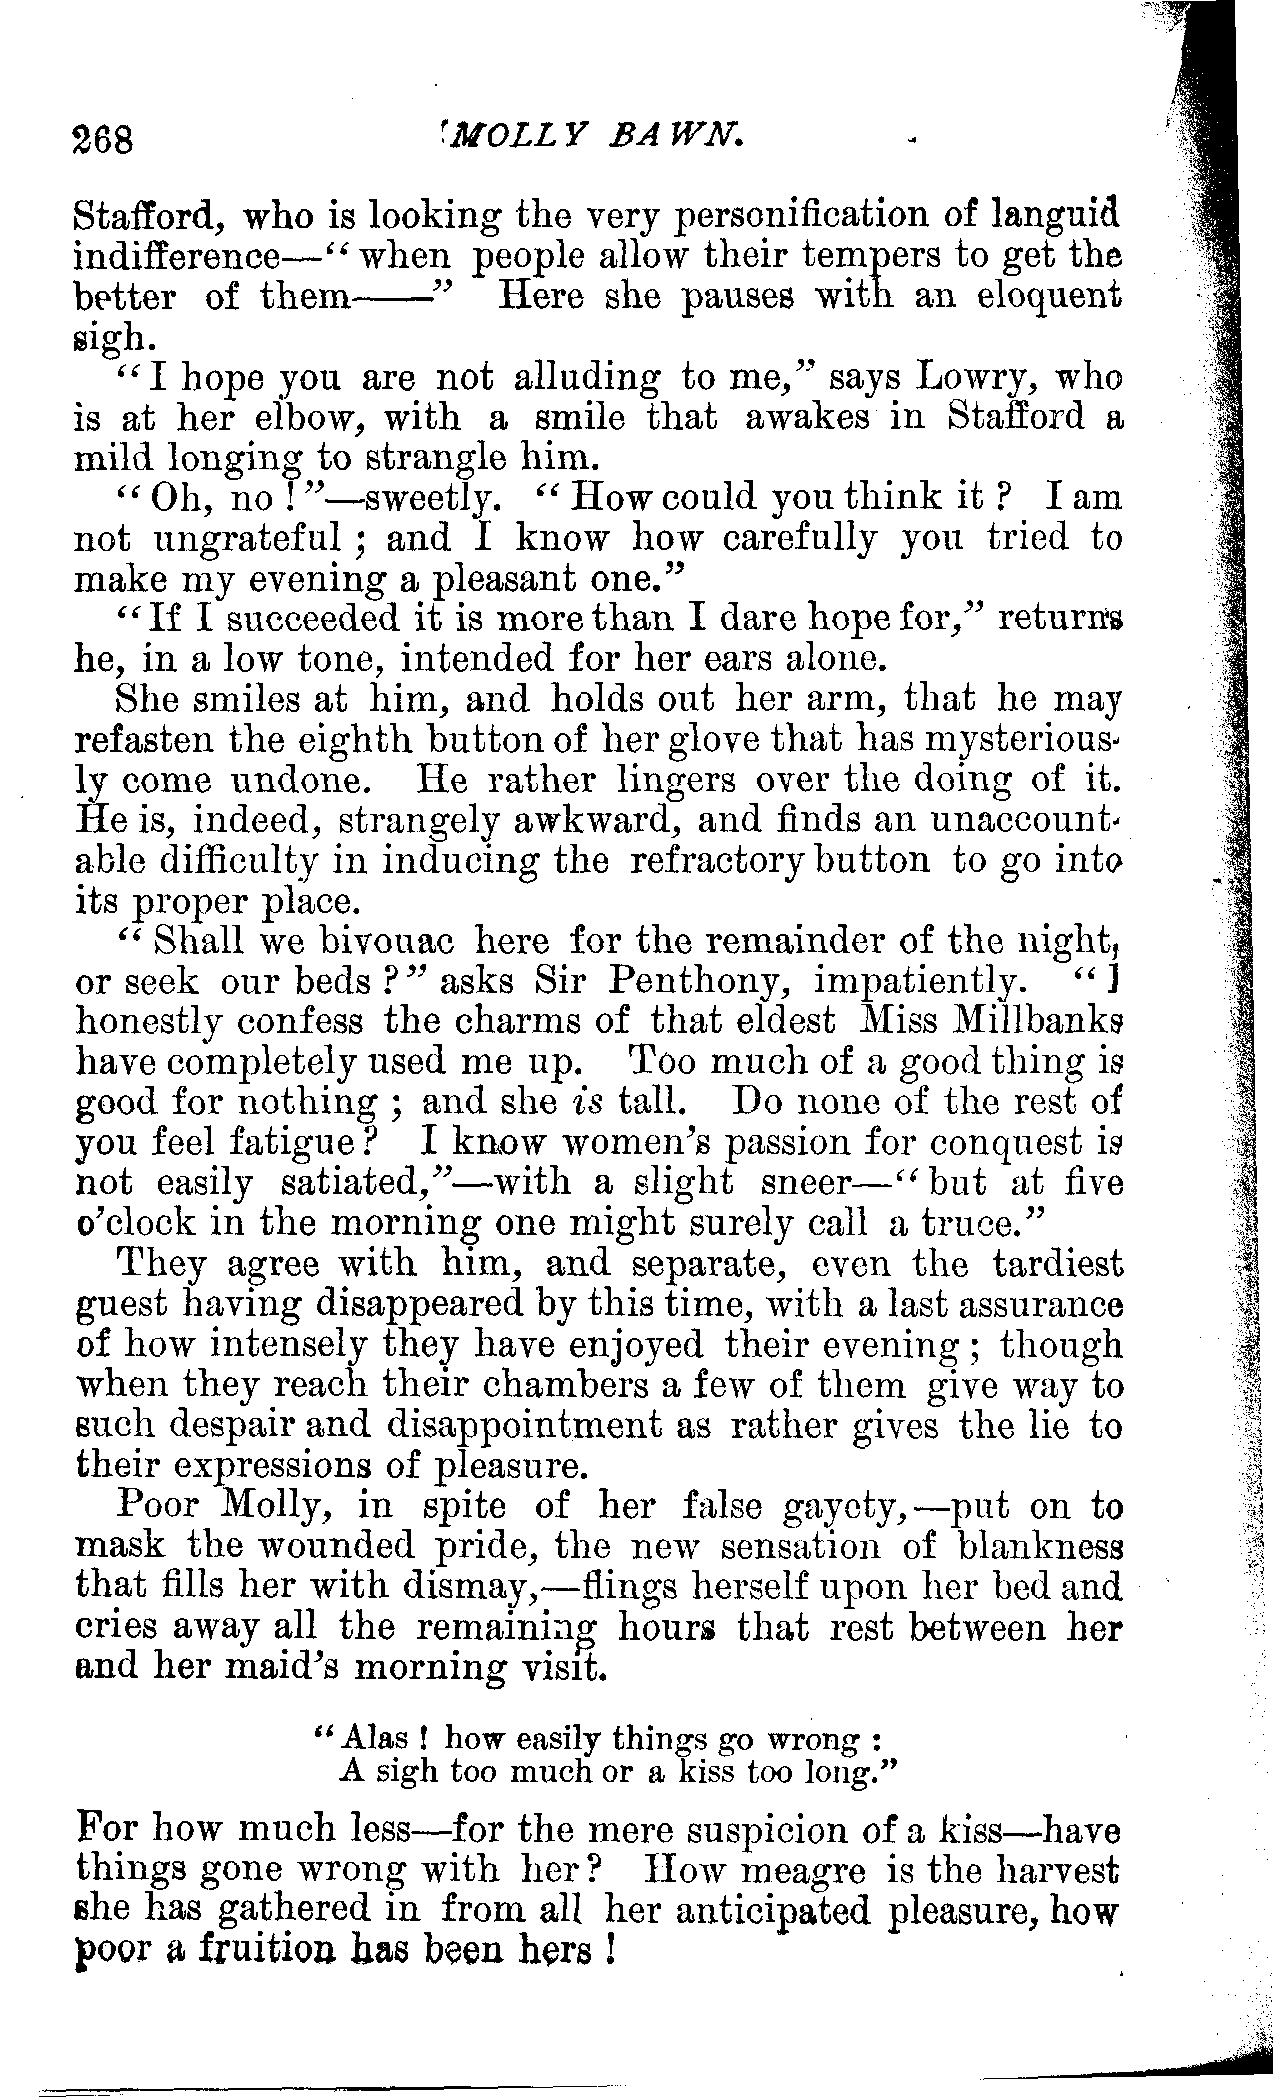 268 MOLLY BAWN.
Stafford, who is looking the very personification of languid
indifference—“when people allow their tempers to get the
better of them——” Here she pauses with an eloquent
sigh.
“I hope you are not alluding to me,” says Lowry, who
is at her elbow, with a smile that awakes in Stafford a
mild longing to strangle him.
“Oh, no!”—sweetly. “How could you think it? I am
not ungrateful; and I know how carefully you tried to
make my evening a pleasant one.”
“If I succeeded it is more than I dare hope for,” returns
he, in a low tone, intended for her ears alone.
She smiles at him, and holds out her arm, that he may
refasten the eighth button of her glove that has mysterious-
ly come undone. He rather lingers over the doing of it.
He is, indeed, strangely awkward, and finds an unaccount-
able difficulty in inducing the refractory button to go into
its proper place.
“Shall we bivouac here for the remainder of the night,
or seek our beds?” asks Sir Penthony, impatiently. “I
honestly confess the charms of that eldest Miss Millbanks
have completely used me up. Too much of a good thing is
good for nothing; and she is tall. Do none of the rest of
you feel fatigue? I know women’s passion for conquest is
not easily satiated,”—with a slight sneer—“but at five
o’clock in the morning one might surely call a truce.”
They agree with him, and separate, even the tardiest
guest having disappeared by this time, with a last assurance
of how intensely they have enjoyed their evening; though
when they reach their chambers a few of them give way to
such despair and disappointment as rather gives the lie to
their expressions of pleasure.
Poor Molly, in spite of her false gayety,—put on to
mask the wounded pride, the new sensation of blankness
that fills her with dismay,—flings herself upon her bed and
cries away all the remaining hours that rest between her
and her maid’s morning visit.
“Alas! how easily things go wrong:
A sigh too much or a kiss too long.”
For how much less—for the mere suspicion of a kiss—have
things gone wrong with her? How meagre is the harvest
she has gathered in from all her anticipated pleasure, how
poor a fruition has been hers!